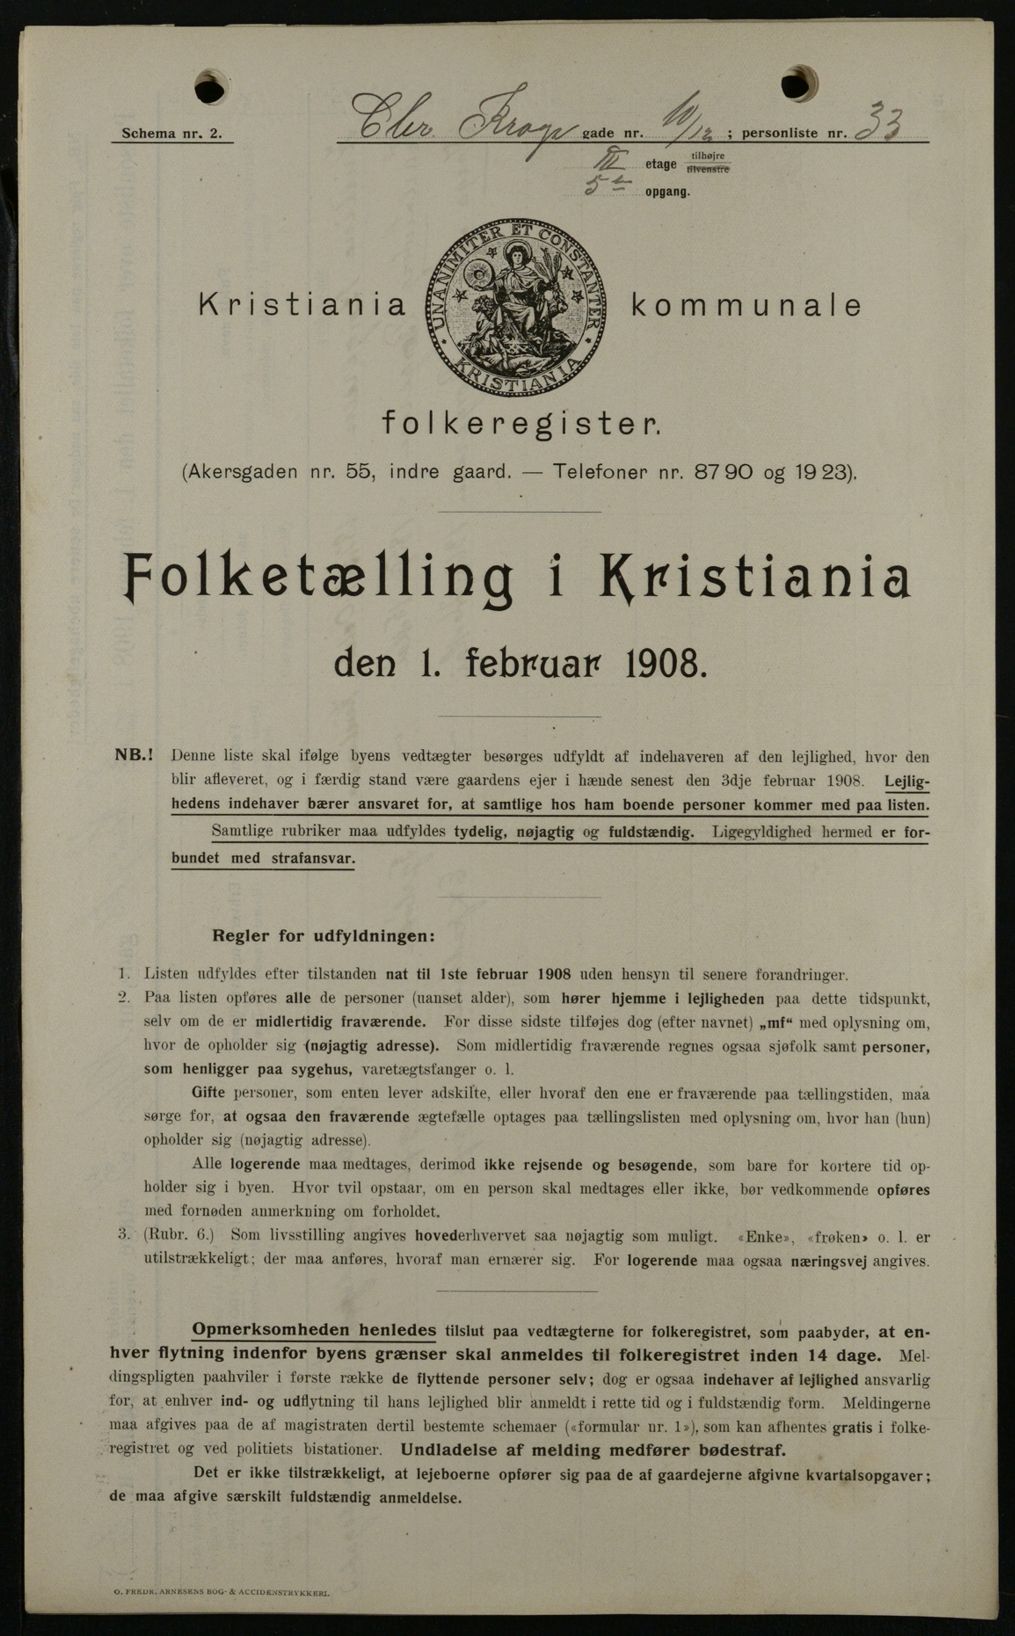 Schema nr. 2.
Chr. Krogs gade nr. 10/12 ; personliste nr. 33
III etage tilhøjre
tilvenstre
5te opgang.
UNANIMITER ET CONSTANTER
KRISTIANIA
Kristiania kommunale
folkeregister.
(Akersgaden nr. 55, indre gaard. — Telefoner nr. 87 90 og 19 23).
Folketælling i Kristiania
den 1. februar 1908.
NB.! Denne liste skal ifølge byens vedtægter besørges udfyldt af indehaveren af den lejlighed, hvor den
blir afleveret, og i færdig stand være gaardens ejer i hænde senest den 3dje februar 1908. Lejlig-
hedens indehaver bærer ansvaret for, at samtlige hos ham boende personer kommer med paa listen.
Samtlige rubriker maa udfyldes tydelig, nøjagtig og fuldstændig. Ligegyldighed hermed er for-
bundet med strafansvar.
Regler for udfyldningen:
1. Listen udfyldes efter tilstanden nat til 1ste februar 1908 uden hensyn til senere forandringer.
2. Paa listen opføres alle de personer (uanset alder), som hører hjemme i lejligheden paa dette tidspunkt,
selv om de er midlertidig fraværende. For disse sidste tilføjes dog (efter navnet) „mf“ med oplysning om,
hvor de opholder sig (nøjagtig adresse). Som midlertidig fraværende regnes ogsaa sjøfolk samt personer,
som henligger paa sygehus, varetægtsfanger o. l.
Gifte personer, som enten lever adskilte, eller hvoraf den ene er fraværende paa tællingstiden, maa
sørge for, at ogsaa den fraværende ægtefælle optages paa tællingslisten med oplysning om, hvor han (hun)
opholder sig (nøjagtig adresse).
Alle logerende maa medtages, derimod ikke rejsende og besøgende, som bare for kortere tid op-
holder sig i byen. Hvor tvil opstaar, om en person skal medtages eller ikke, bør vedkommende opføres
med fornøden anmerkning om forholdet.
3. (Rubr. 6.) Som livsstilling angives hovederhvervet saa nøjagtig som muligt. «Enke», «frøken» o. l. er
utilstrækkeligt; der maa anføres, hvoraf man ernærer sig. For logerende maa ogsaa næringsvej angives.
Opmerksomheden henledes tilslut paa vedtægterne for folkeregistret, som paabyder, at en-
hver flytning indenfor byens grænser skal anmeldes til folkeregistret inden 14 dage. Mel-
dingspligten paahviler i første række de flyttende personer selv; dog er ogsaa indehaver af lejlighed ansvarlig
for, at enhver ind- og udflytning til hans lejlighed blir anmeldt i rette tid og i fuldstændig form. Meldingerne
maa afgives paa de af magistraten dertil bestemte schemaer («formular nr. 1»), som kan afhentes gratis i folke-
registret og ved politiets bistationer. Undladelse af melding medfører bødestraf.
Det er ikke tilstrækkeligt, at lejeboerne opfører sig paa de af gaardejerne afgivne kvartalsopgaver;
de maa afgive særskilt fuldstændig anmeldelse.
O. FREDR. ARNESENS BOG- & ACCIDENSTRYKKERI.